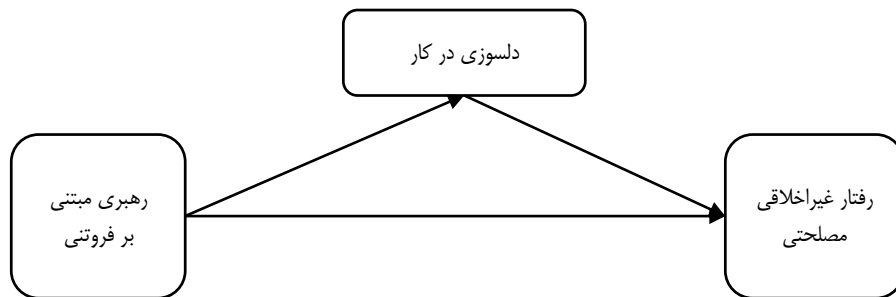 دلسوزی در کار
رهبری مبتنی
بر فروتنی
رفتار غیراخلاقی
مصلحتی